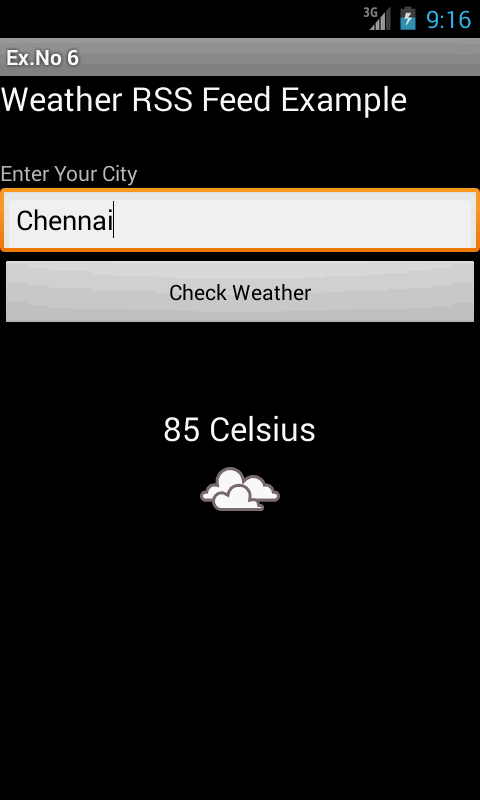 3G 9:16
Ex.No 6
Weather RSS Feed Example
Enter Your City
Chennai
Check Weather
85 Celsius